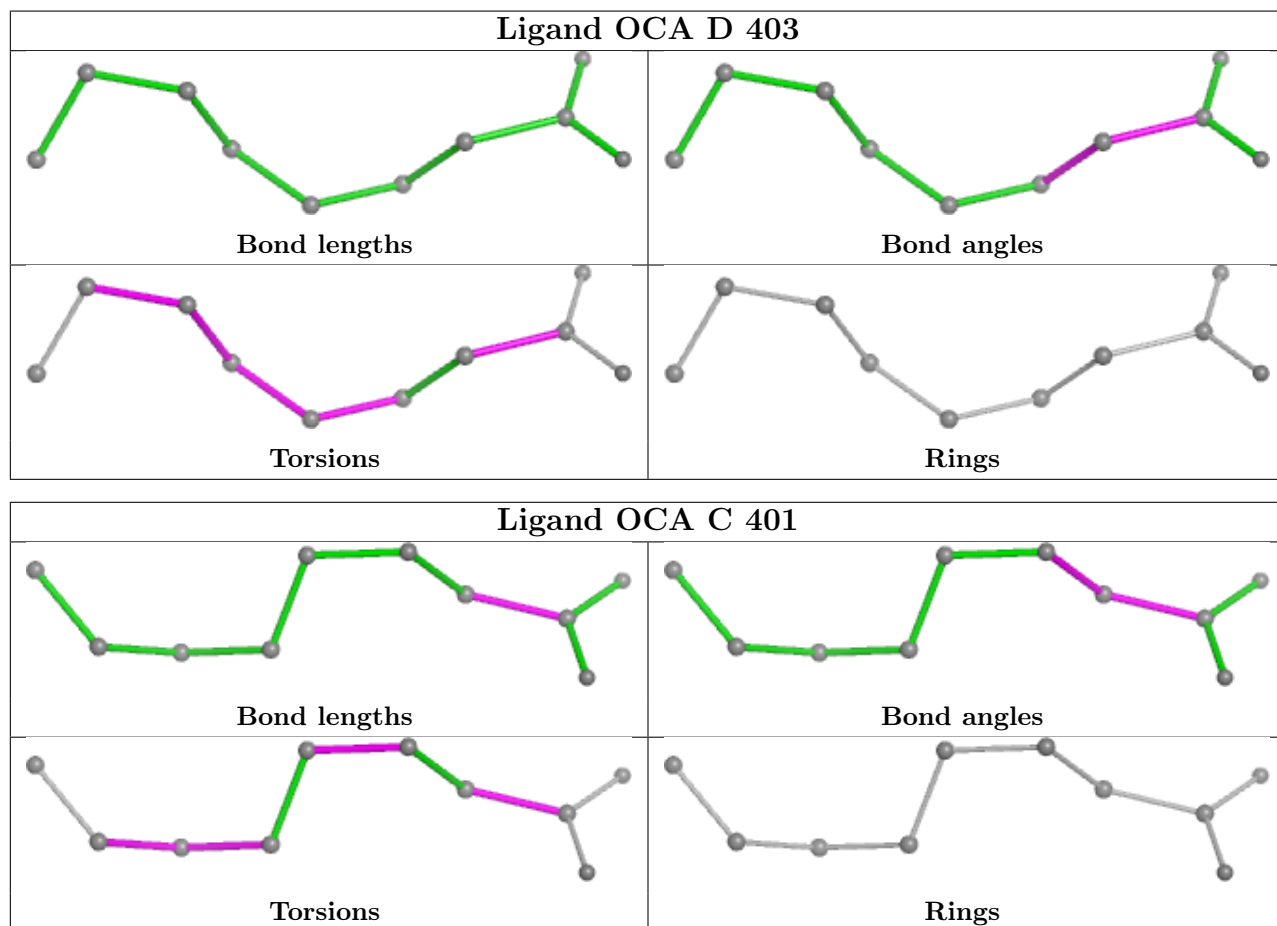 Ligand OCA D 403
Bond lengths
Bond angles
Torsions
Rings
Ligand OCA C 401
Bond lengths
Bond angles
Torsions
Rings